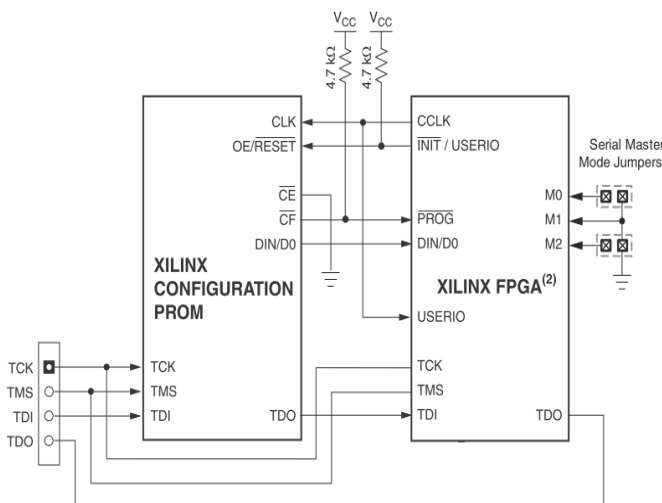 VCC VCC
4.7 kΩ 4.7 kΩ
CLK CCLK
OE/RESET INIT / USERIO
Serial Master
Mode Jumpers
CE
CF PROG
M0
M1
DIN/D0 DIN/D0 M2
XILINX
CONFIGURATION
PROM
XILINX FPGA(2)
USERIO
TCK TCK TCK
TMS TMS TMS
TDI TDI TDO TDI TDO
TDO